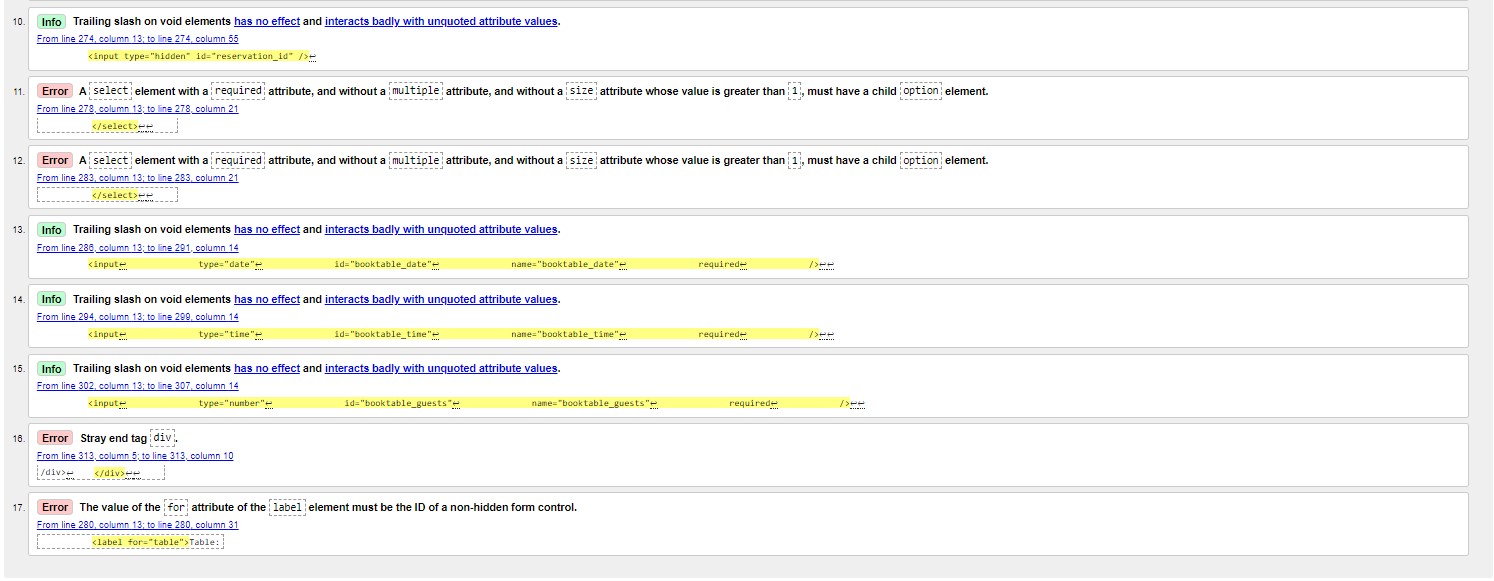 10. Info Trailing slash on void elements has no effect and interacts badly with unquoted attribute values.
From line 274, column 13; to line 274, column 55
<input type="hidden" id="reservation_id" />↩
11. Error A select element with a required attribute, and without a multiple attribute, and without a size attribute whose value is greater than 1, must have a child option element.
From line 278, column 13; to line 278, column 21
</select>↩↩
12. Error A select element with a required attribute, and without a multiple attribute, and without a size attribute whose value is greater than 1, must have a child option element.
From line 283, column 13; to line 283, column 21
</select>↩↩
13. Info Trailing slash on void elements has no effect and interacts badly with unquoted attribute values.
From line 286, column 13; to line 291, column 14
<input↩ type="date"↩ id="booktable_date"↩ name="booktable_date"↩ required↩ />↩↩
14. Info Trailing slash on void elements has no effect and interacts badly with unquoted attribute values.
From line 294, column 13; to line 299, column 14
<input↩ type="time"↩ id="booktable_time"↩ name="booktable_time"↩ required↩ />↩↩
15. Info Trailing slash on void elements has no effect and interacts badly with unquoted attribute values.
From line 302, column 13; to line 307, column 14
<input↩ type="number"↩ id="booktable_guests"↩ name="booktable_guests"↩ required↩ />↩↩
16. Error Stray end tag div.
From line 313, column 5; to line 313, column 10
/div>↩ </div>↩↩
17. Error The value of the for attribute of the label element must be the ID of a non-hidden form control.
From line 280, column 13; to line 280, column 31
<label for="table">Table: